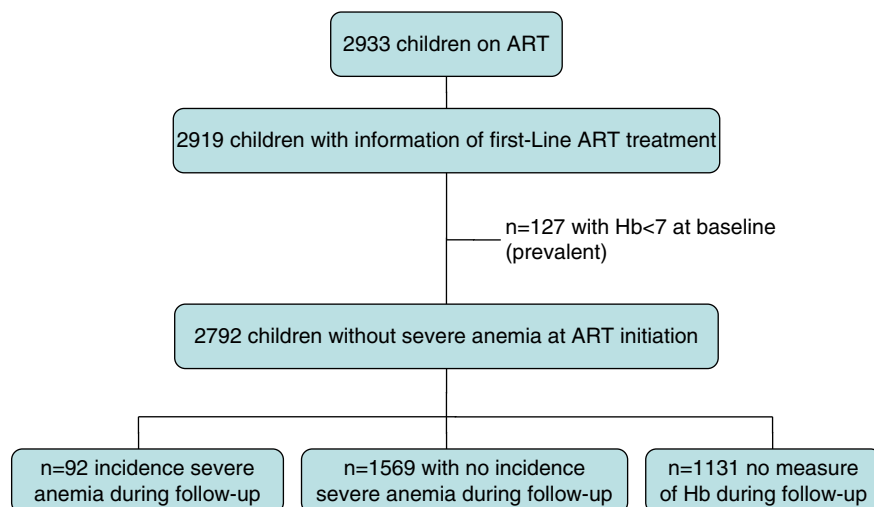 2933 children on ART
2919 children with information of first-Line ART treatment
n=127 with Hb<7 at baseline
(prevalent)
2792 children without severe anemia at ART initiation
n=92 incidence severe
anemia during follow-up
n=1569 with no incidence
severe anemia during follow-up
n=1131 no measure
of Hb during follow-up